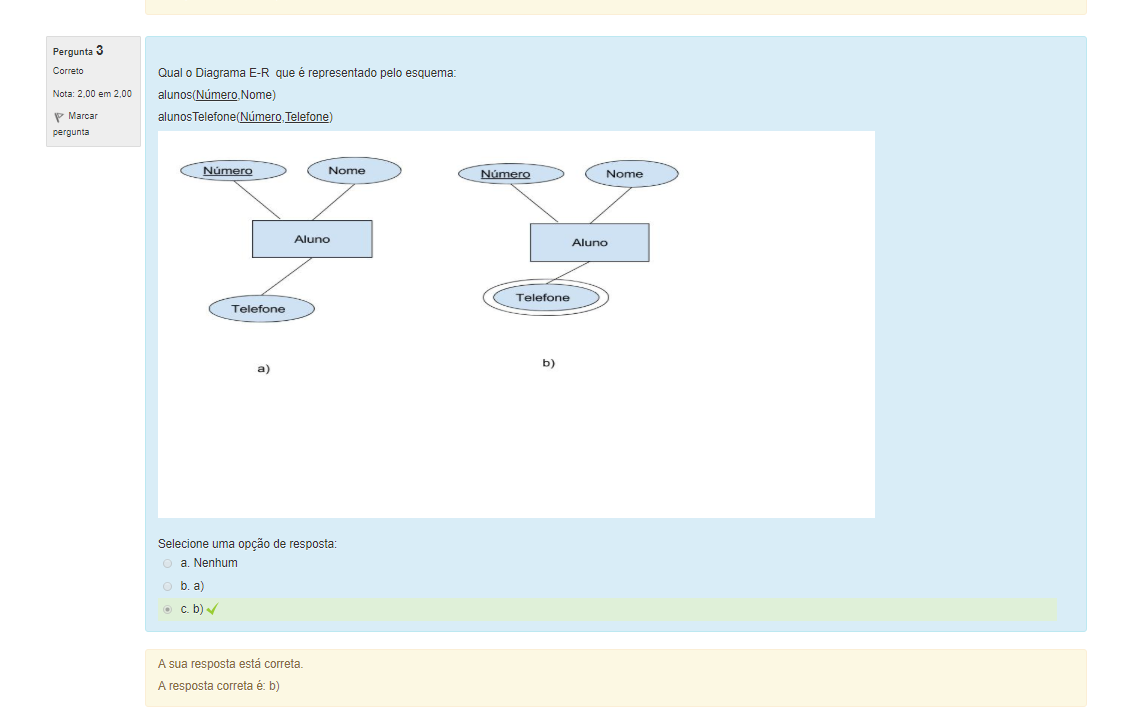 Pergunta 3
Correto
Nota: 2,00 em 2,00
Marcar
pergunta
Qual o Diagrama E-R que é representado pelo esquema:
alunos(Número,Nome)
alunosTelefone(Número,Telefone)
Número Nome
Aluno
Telefone
a)
Número Nome
Aluno
Telefone
b)
Selecione uma opção de resposta:
a. Nenhum
b. a)
c. b)
A sua resposta está correta.
A resposta correta é: b)